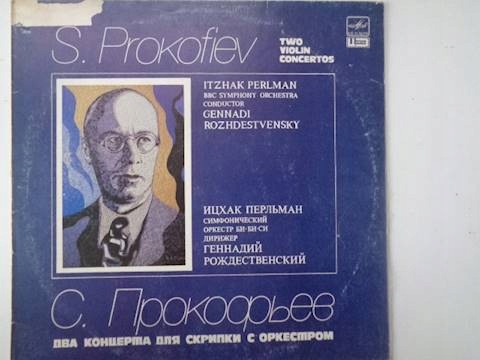 S. Prokofiev
TWO
VIOLIN
CONCERTOS
ITZHAK PERLMAN
BBC SYMPHONY ORCHESTRA
CONDUCTOR
GENNADI
ROZHDESTVENSKY
ИЦХАК ПЕРЛЬМАН
СИМФОНИЧЕСКИЙ
ОРКЕСТР БИ-БИ-СИ
ДИРИЖЕР
ГЕННАДИЙ
РОЖДЕСТВЕНСКИЙ
С. Прокофьев
ДВА КОНЦЕРТА ДЛЯ СКРИПКИ С ОРКЕСТРОМ